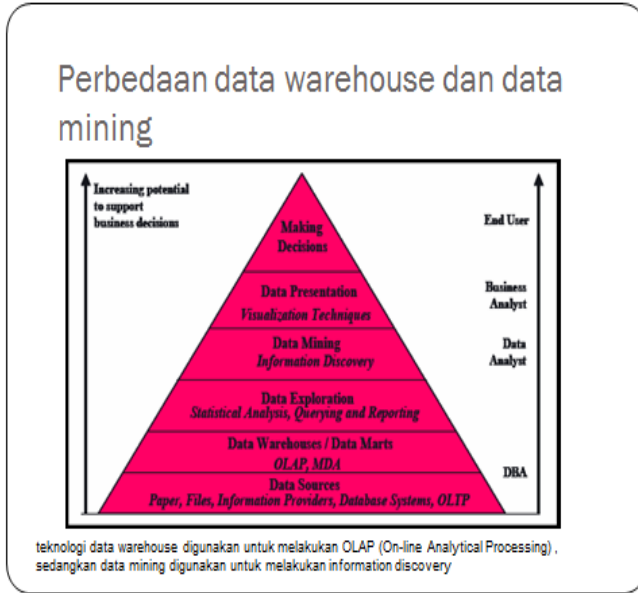 Perbedaan data warehouse dan data
mining
Increasing potential
to support
business decisions
End User
Making
Decisions
Business
Analyst
Data Presentation
Visualization Techniques
Data Mining
Information Discovery
Data
Analyst
Data Exploration
Statistical Analysis, Querying and Reporting
Data Warehouses / Data Marts
OLAP, MDA
DBA
Data Sources
Paper, Files, Information Providers, Database Systems, OLTP
teknologi data warehouse digunakan untuk melakukan OLAP (On-line Analytical Processing) ,
sedangkan data mining digunakan untuk melakukan information discovery